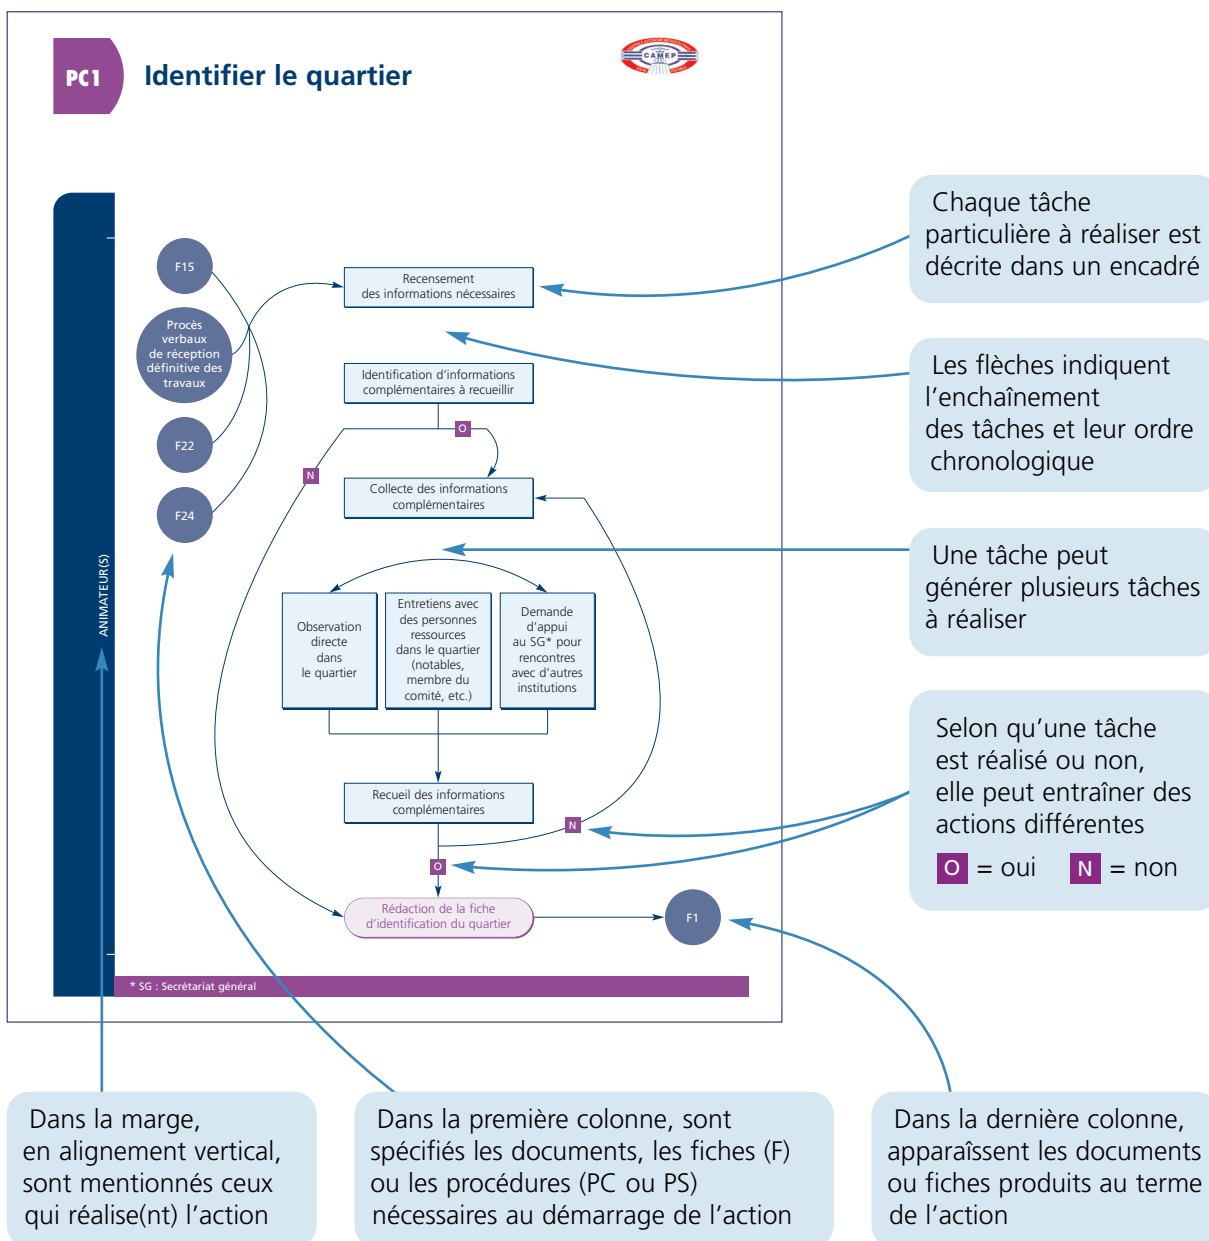 PC1
Identifier le quartier
CAMEP
Chaque tâche
particulière à réaliser est
décrite dans un encadré
F15
Recensement
des informations nécessaires
Procès
verbaux
de réception
définitive des
travaux
Les flèches indiquent
l'enchaînement
des tâches et leur ordre
chronologique
Identification d'informations
complémentaires à recueillir
O
F22
N
Collecte des informations
complémentaires
F24
ANIMATEUR(S)
Une tâche peut
générer plusieurs tâches
à réaliser
Observation
directe
dans
le quartier
Entretiens avec
des personnes
ressources
dans le quartier
(notables,
membre du
comité, etc.)
Demande
d'appui
au SG* pour
rencontres
avec d'autres
institutions
Selon qu'une tâche
est réalisé ou non,
elle peut entraîner des
actions différentes
O = oui N = non
Recueil des informations
complémentaires
N
O
Rédaction de la fiche
d'identification du quartier
F1
* SG : Secrétariat général
Dans la marge,
en alignement vertical,
sont mentionnés ceux
qui réalise(nt) l'action
Dans la première colonne, sont
spécifiés les documents, les fiches (F)
ou les procédures (PC ou PS)
nécessaires au démarrage de l'action
Dans la dernière colonne,
apparaîssent les documents
ou fiches produits au terme
de l'action